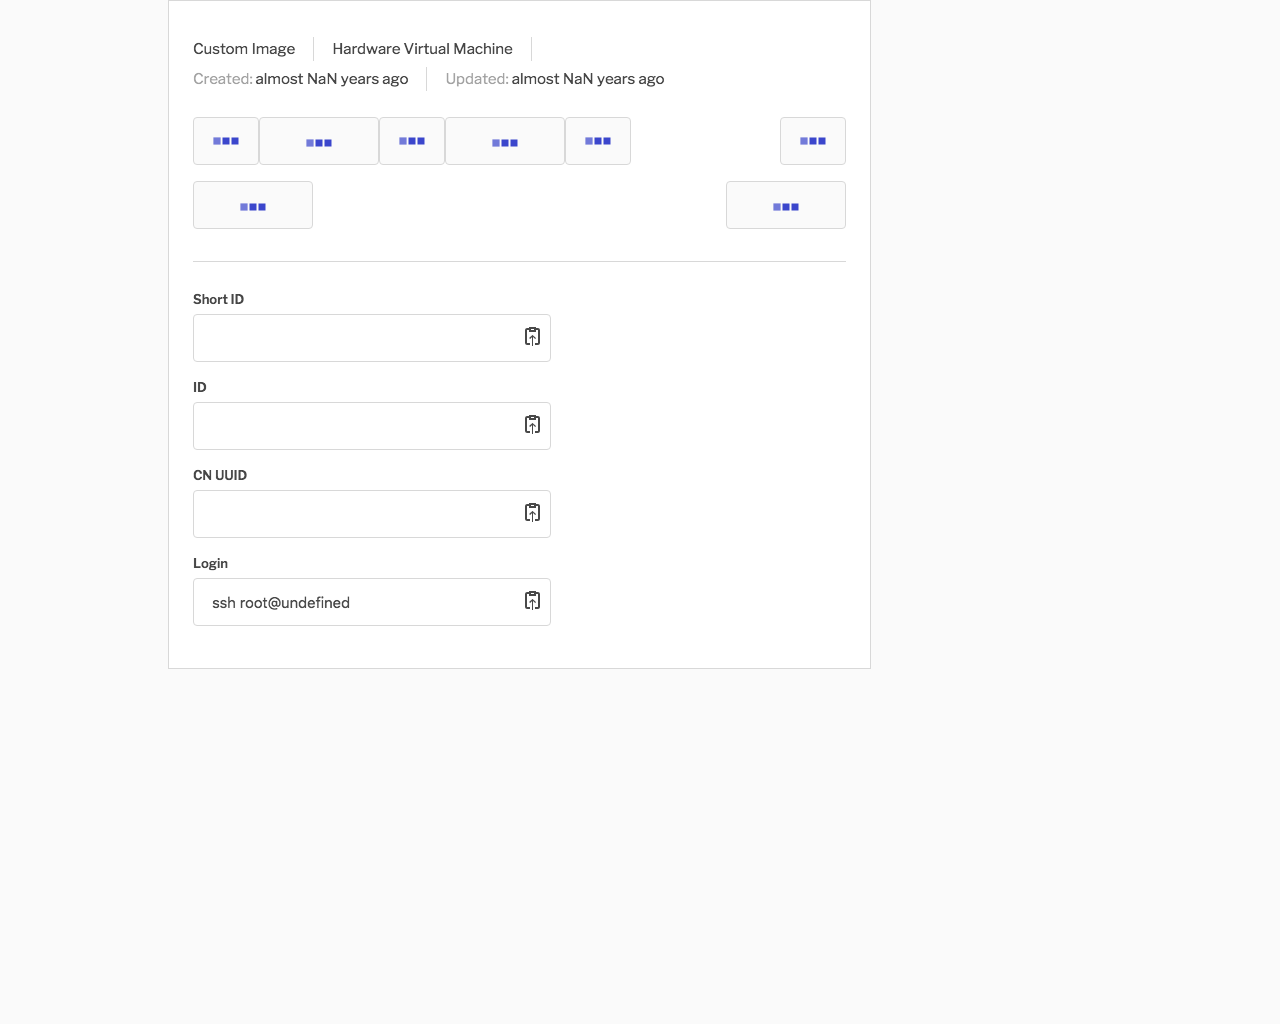 Custom Image Hardware Virtual Machine
Created: almost NaN years ago Updated: almost NaN years ago
Short ID
ID
CN UUID
Login
ssh root@undefined